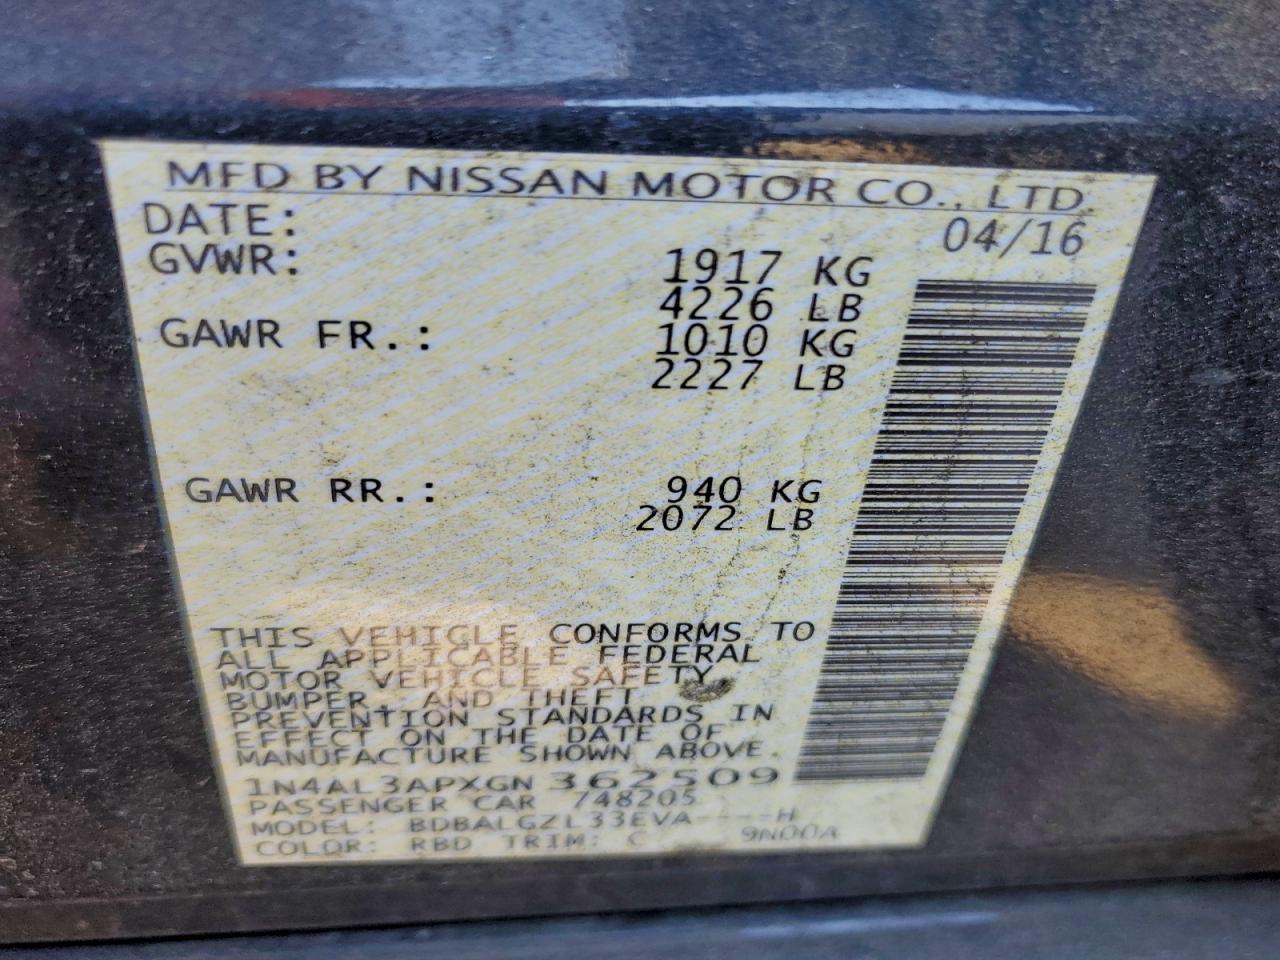 MFD BY NISSAN MOTOR CO., LTD.
DATE: 04/16
GVWR: 1917 KG
4226 LB
GAWR FR.: 1010 KG
2227 LB
GAWR RR.: 940 KG
2072 LB
THIS VEHICLE CONFORMS TO
ALL APPLICABLE FEDERAL
MOTOR VEHICLE SAFETY,
BUMPER, AND THEFT
PREVENTION STANDARDS IN
EFFECT ON THE DATE OF
MANUFACTURE SHOWN ABOVE.
1N4AL3APXGN362509
PASSENGER CAR 748205
MODEL: BDBALGZL33EVA----H
COLOR: RBD TRIM: C 9N00A